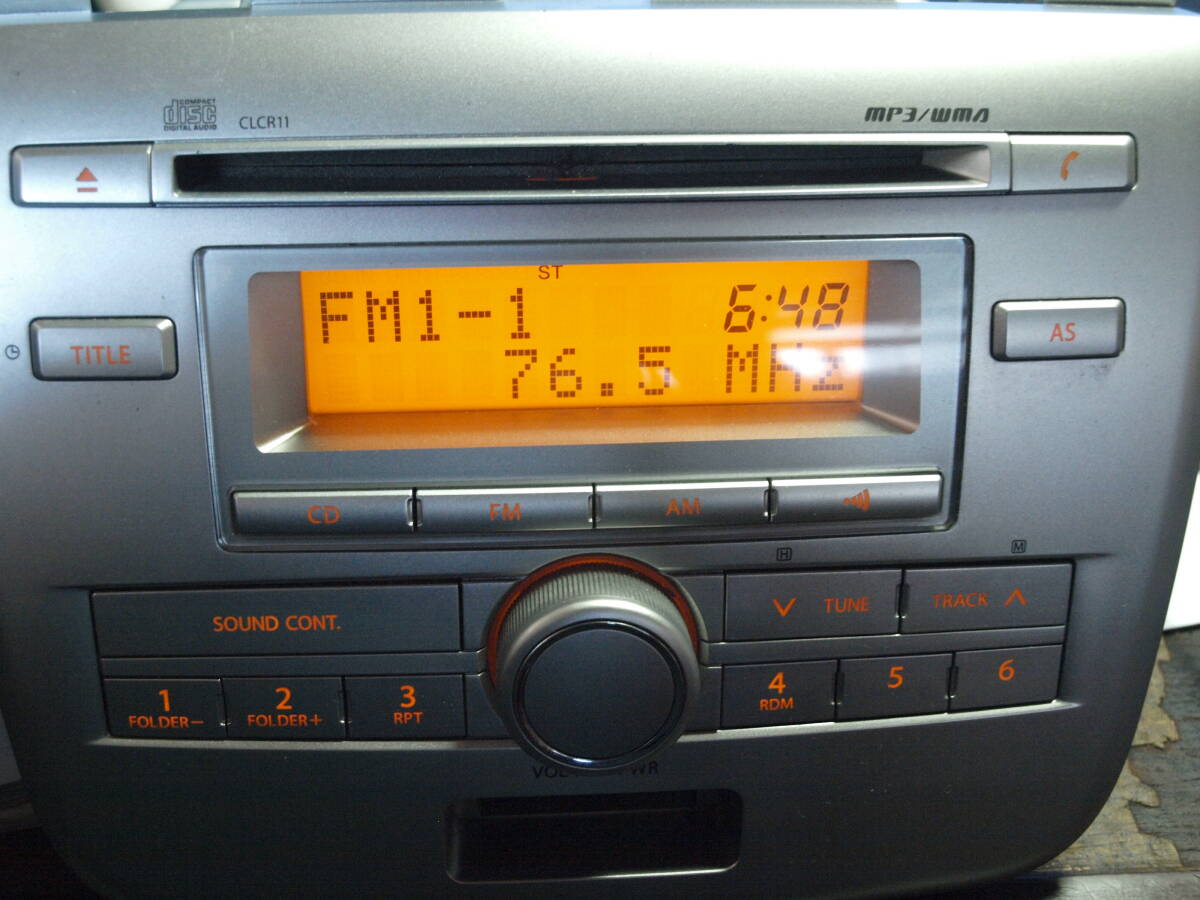 COMPACT
disc
DIGITAL AUDIO
CLCR11
MP3/WMA
ST
FM1-1 6:48
76.5 MHz
TITLE
AS
CD FM AM
H M
SOUND CONT.
TUNE TRACK
1 2 3 4 5 6
FOLDER- FOLDER+ RPT RDM